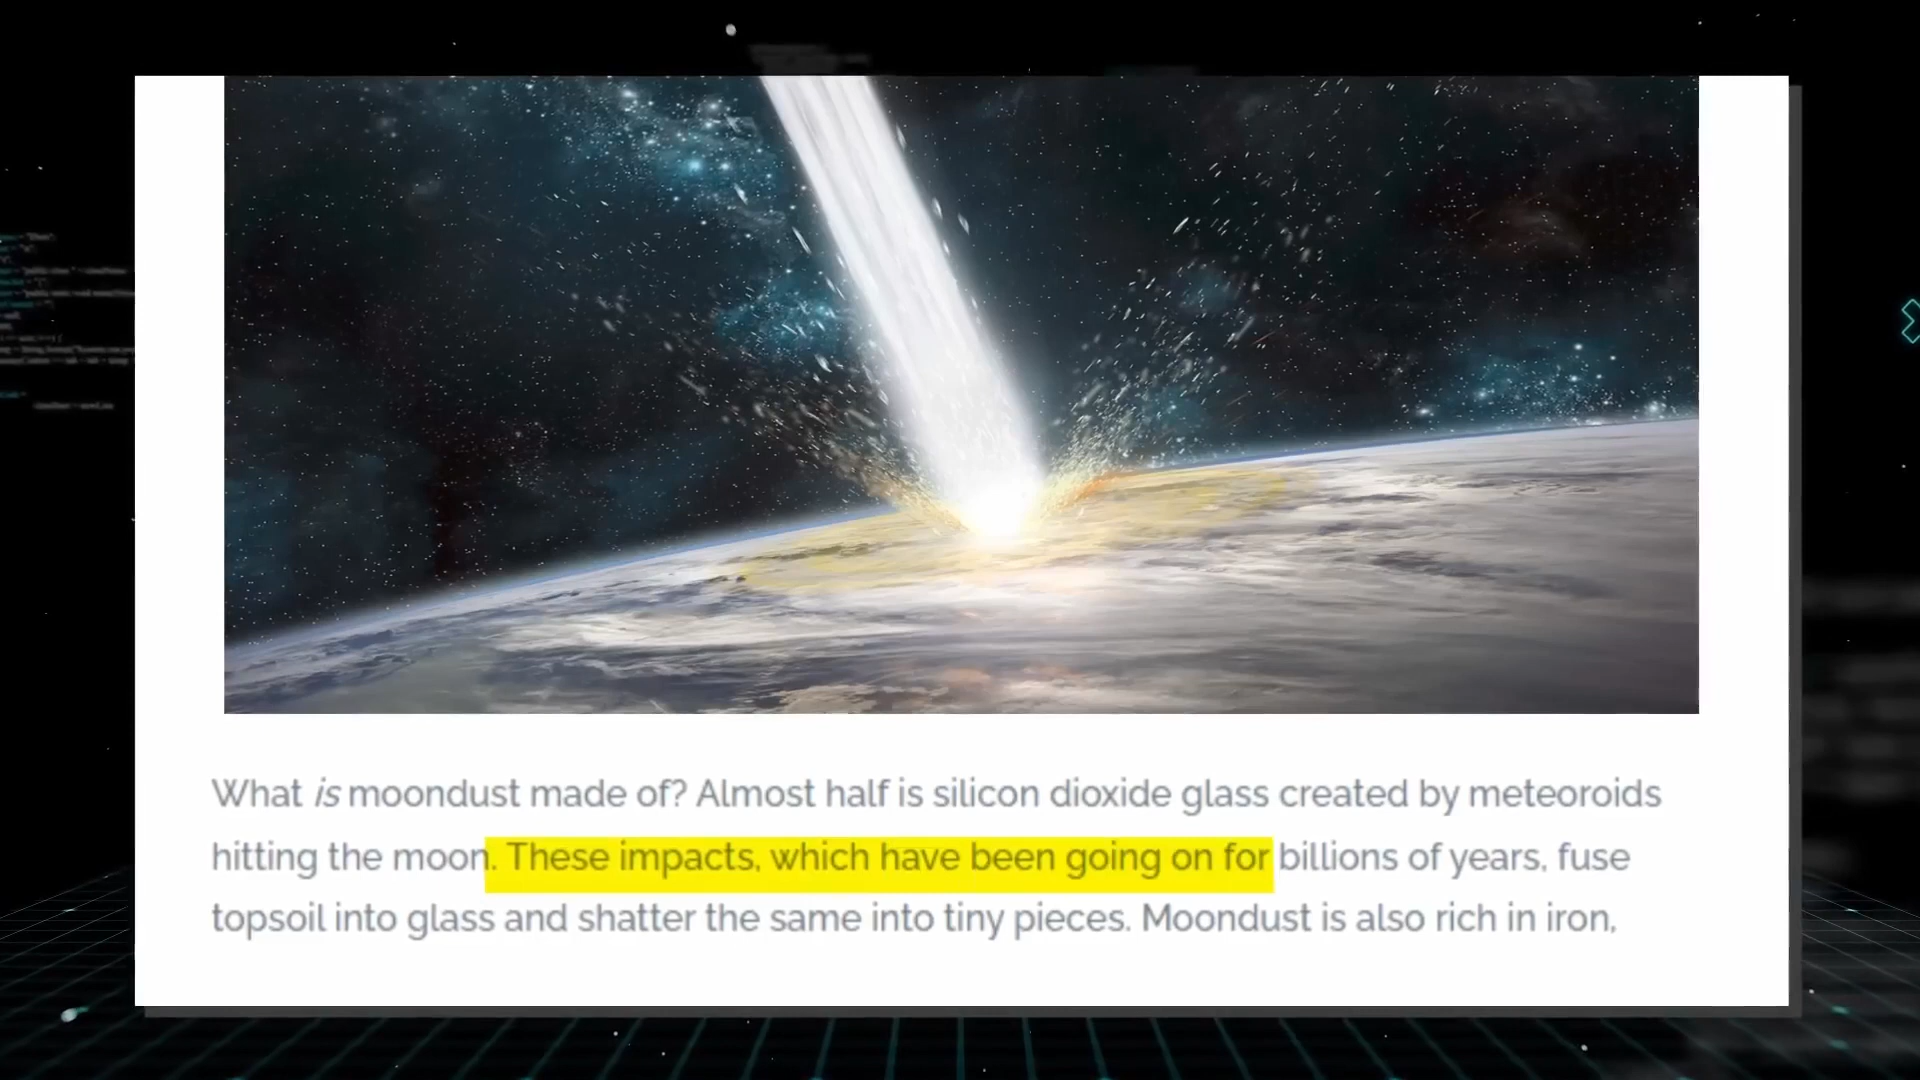 What is moondust made of? Almost half is silicon dioxide glass created by meteoroids
hitting the moon. These impacts, which have been going on for billions of years, fuse
topsoil into glass and shatter the same into tiny pieces. Moondust is also rich in iron,